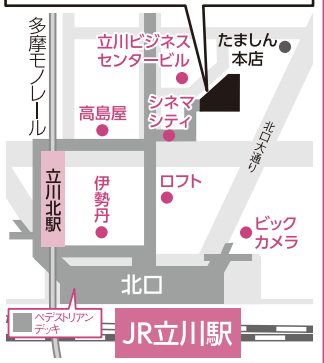 多摩モノレール
立川ビジネス
センタービル
たましん
本店
高島屋
シネマ
シティ
北口大通り
立川北駅
伊勢丹
ロフト
ビック
カメラ
北口
ペデストリアン
デッキ
JR立川駅